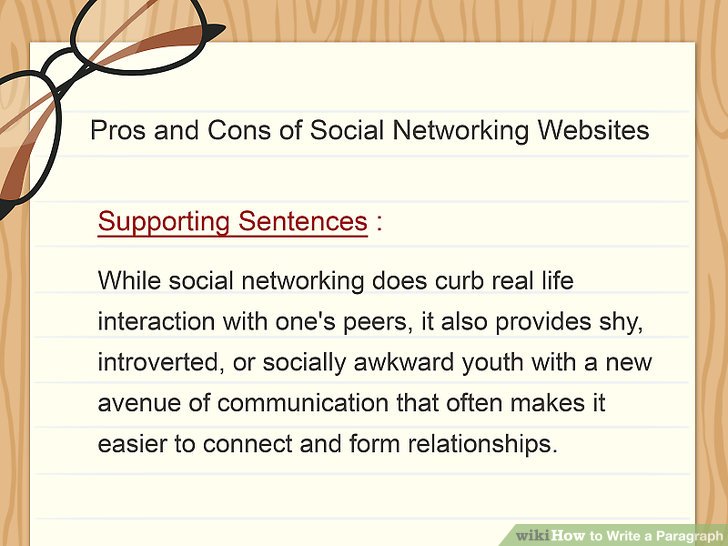 Pros and Cons of Social Networking Websites
Supporting Sentences :
While social networking does curb real life
interaction with one's peers, it also provides shy,
introverted, or socially awkward youth with a new
avenue of communication that often makes it
easier to connect and form relationships.
wikiHow to Write a Paragraph